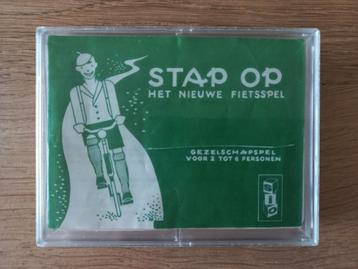 STAP OP
HET NIEUWE FIETSSPEL
GEZELSCHAPSPEL
VOOR 2 TOT 6 PERSONEN